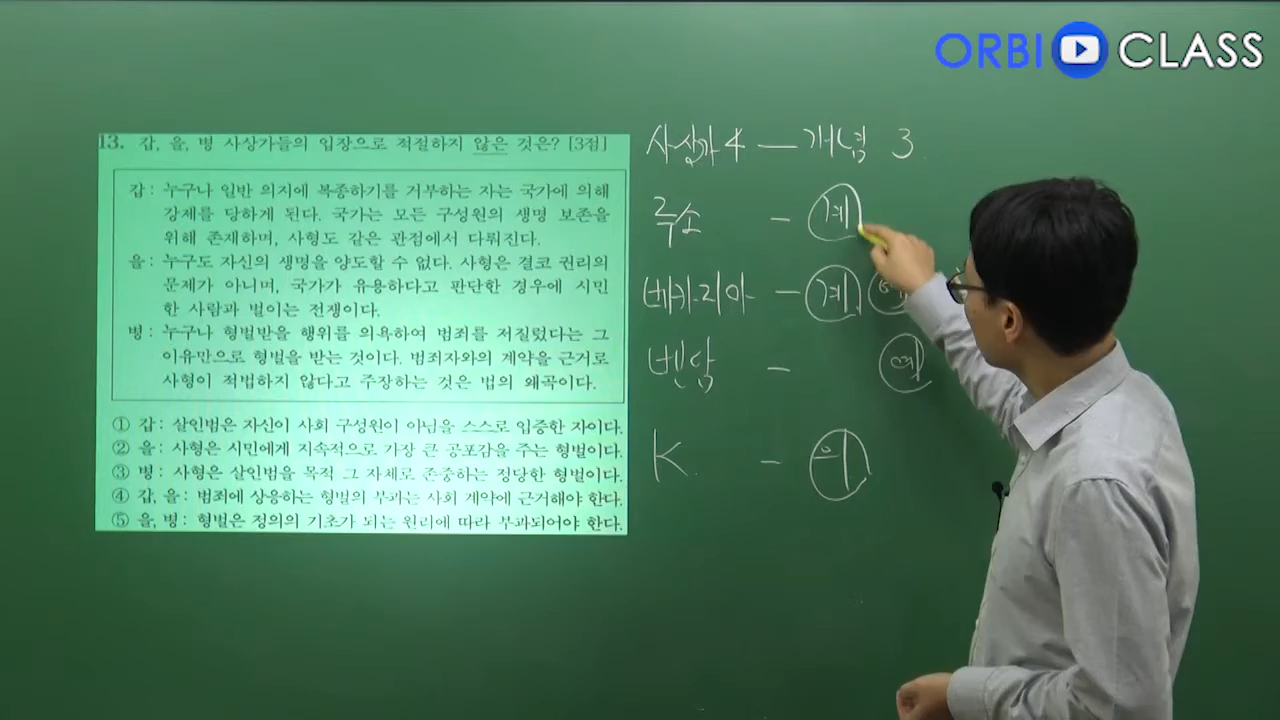 ORBI CLASS
13. 갑, 을, 병 사상가들의 입장으로 적절하지 않은 것은? [3점]
갑: 누구나 일반 의지에 복종하기를 거부하는 자는 국가에 의해
강제를 당하게 된다. 국가는 모든 구성원의 생명 보존을
위해 존재하며, 사형도 같은 관점에서 다뤄진다.
을: 누구도 자신의 생명을 양도할 수 없다. 사형은 결코 권리의
문제가 아니며, 국가가 유용하다고 판단한 경우에 시민
한 사람과 벌이는 전쟁이다.
병: 누구나 형벌받을 행위를 의욕하여 범죄를 저질렀다는 그
이유만으로 형벌을 받는 것이다. 범죄자와의 계약을 근거로
사형이 적법하지 않다고 주장하는 것은 법의 왜곡이다.
① 갑: 살인범은 자신이 사회 구성원이 아님을 스스로 입증한 자이다.
② 을: 사형은 시민에게 지속적으로 가장 큰 공포감을 주는 형벌이다.
③ 병: 사형은 살인범을 목적 그 자체로 존중하는 정당한 형벌이다.
④ 갑, 을: 범죄에 상응하는 형벌의 부과는 사회 계약에 근거해야 한다.
⑤ 을, 병: 형벌은 정의의 기초가 되는 원리에 따라 부과되어야 한다.
사상가 4 — 개념 3
루소 - 계
베카리아 - 계
벤담 - 예
K - 의